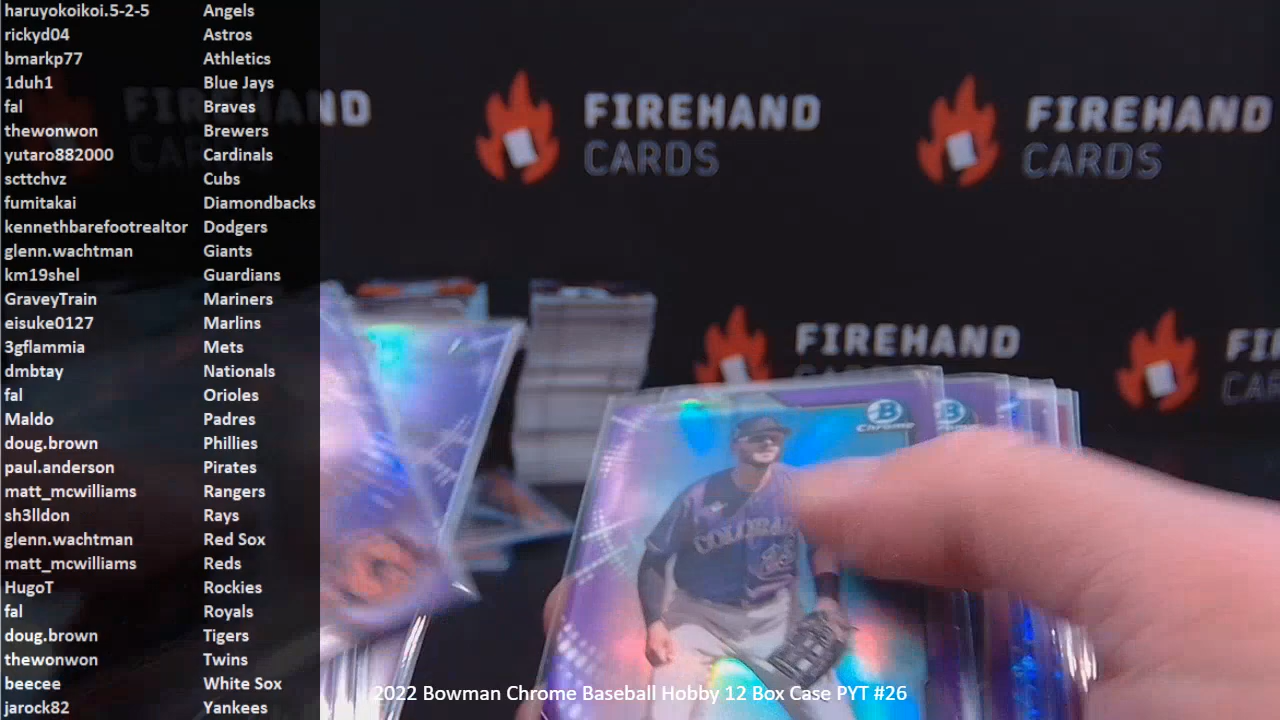 haruyokoikoi.5-2-5 Angels
rickyd04 Astros
bmarkp77 Athletics
1duh1 Blue Jays
fal Braves
thewonwon Brewers
yutaro882000 Cardinals
scttchvz Cubs
fumitakai Diamondbacks
kennethbarefootrealtor Dodgers
glenn.wachtman Giants
km19shel Guardians
GraveyTrain Mariners
eisuke0127 Marlins
3gflammia Mets
dmbtay Nationals
fal Orioles
Maldo Padres
doug.brown Phillies
paul.anderson Pirates
matt_mcwilliams Rangers
sh3lldon Rays
glenn.wachtman Red Sox
matt_mcwilliams Reds
HugoT Rockies
fal Royals
doug.brown Tigers
thewonwon Twins
beecee White Sox
jarock82 Yankees
FIREHAND
CARDS
FIREHAND
CARDS
FIREHAND
CARDS
FIREHAND
B
Chrome
B
COLORADO
2022 Bowman Chrome Baseball Hobby 12 Box Case PYT #26